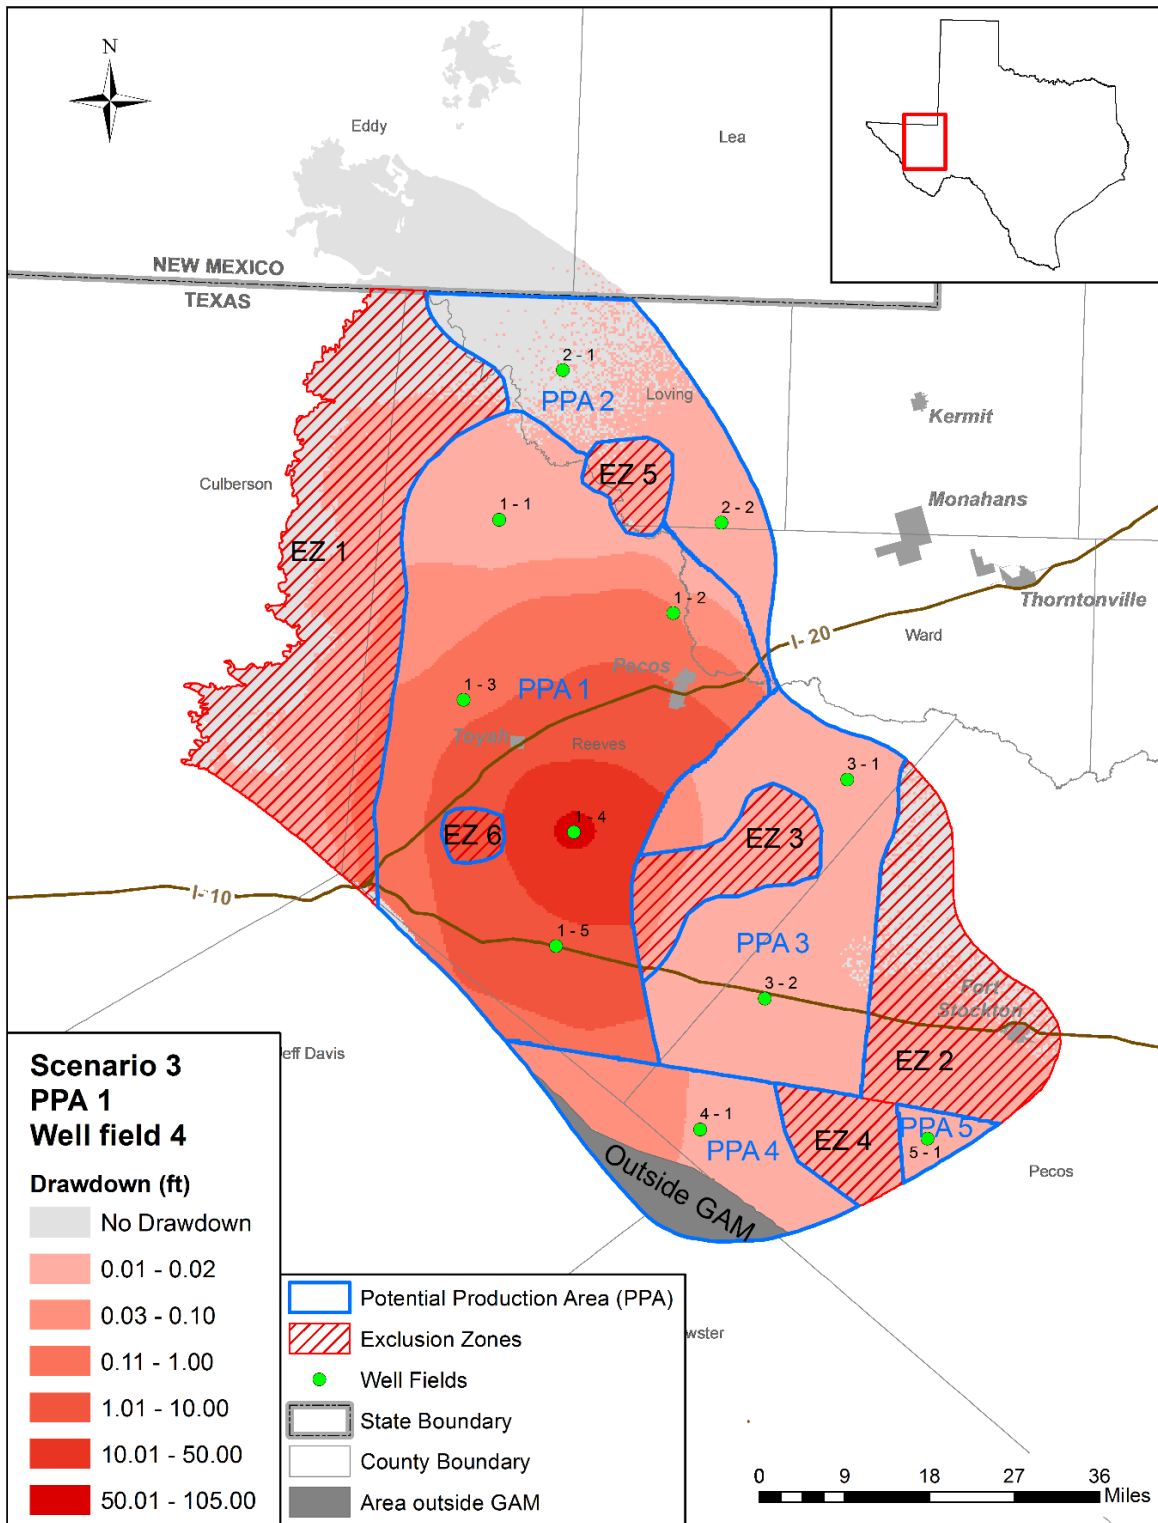 N
Eddy
Lea
NEW MEXICO
TEXAS
2 - 1
PPA 2
Loving
Kermit
EZ 5
Culberson
1 - 1
2 - 2
Monahans
EZ 1
1 - 2
Thorntonville
I- 20
Ward
Pecos
1 - 3
PPA 1
Toyah
Reeves
3 - 1
1 - 4
EZ 6
EZ 3
I- 10
1 - 5
PPA 3
3 - 2
Fort
Stockton
Jeff Davis
EZ 2
4 - 1
PPA 4
EZ 4
PPA 5
5 - 1
Outside GAM
Pecos
wster
Scenario 3
PPA 1
Well field 4
Drawdown (ft)
No Drawdown
0.01 - 0.02
0.03 - 0.10
0.11 - 1.00
1.01 - 10.00
10.01 - 50.00
50.01 - 105.00
Potential Production Area (PPA)
Exclusion Zones
Well Fields
State Boundary
County Boundary
Area outside GAM
0 9 18 27 36
Miles